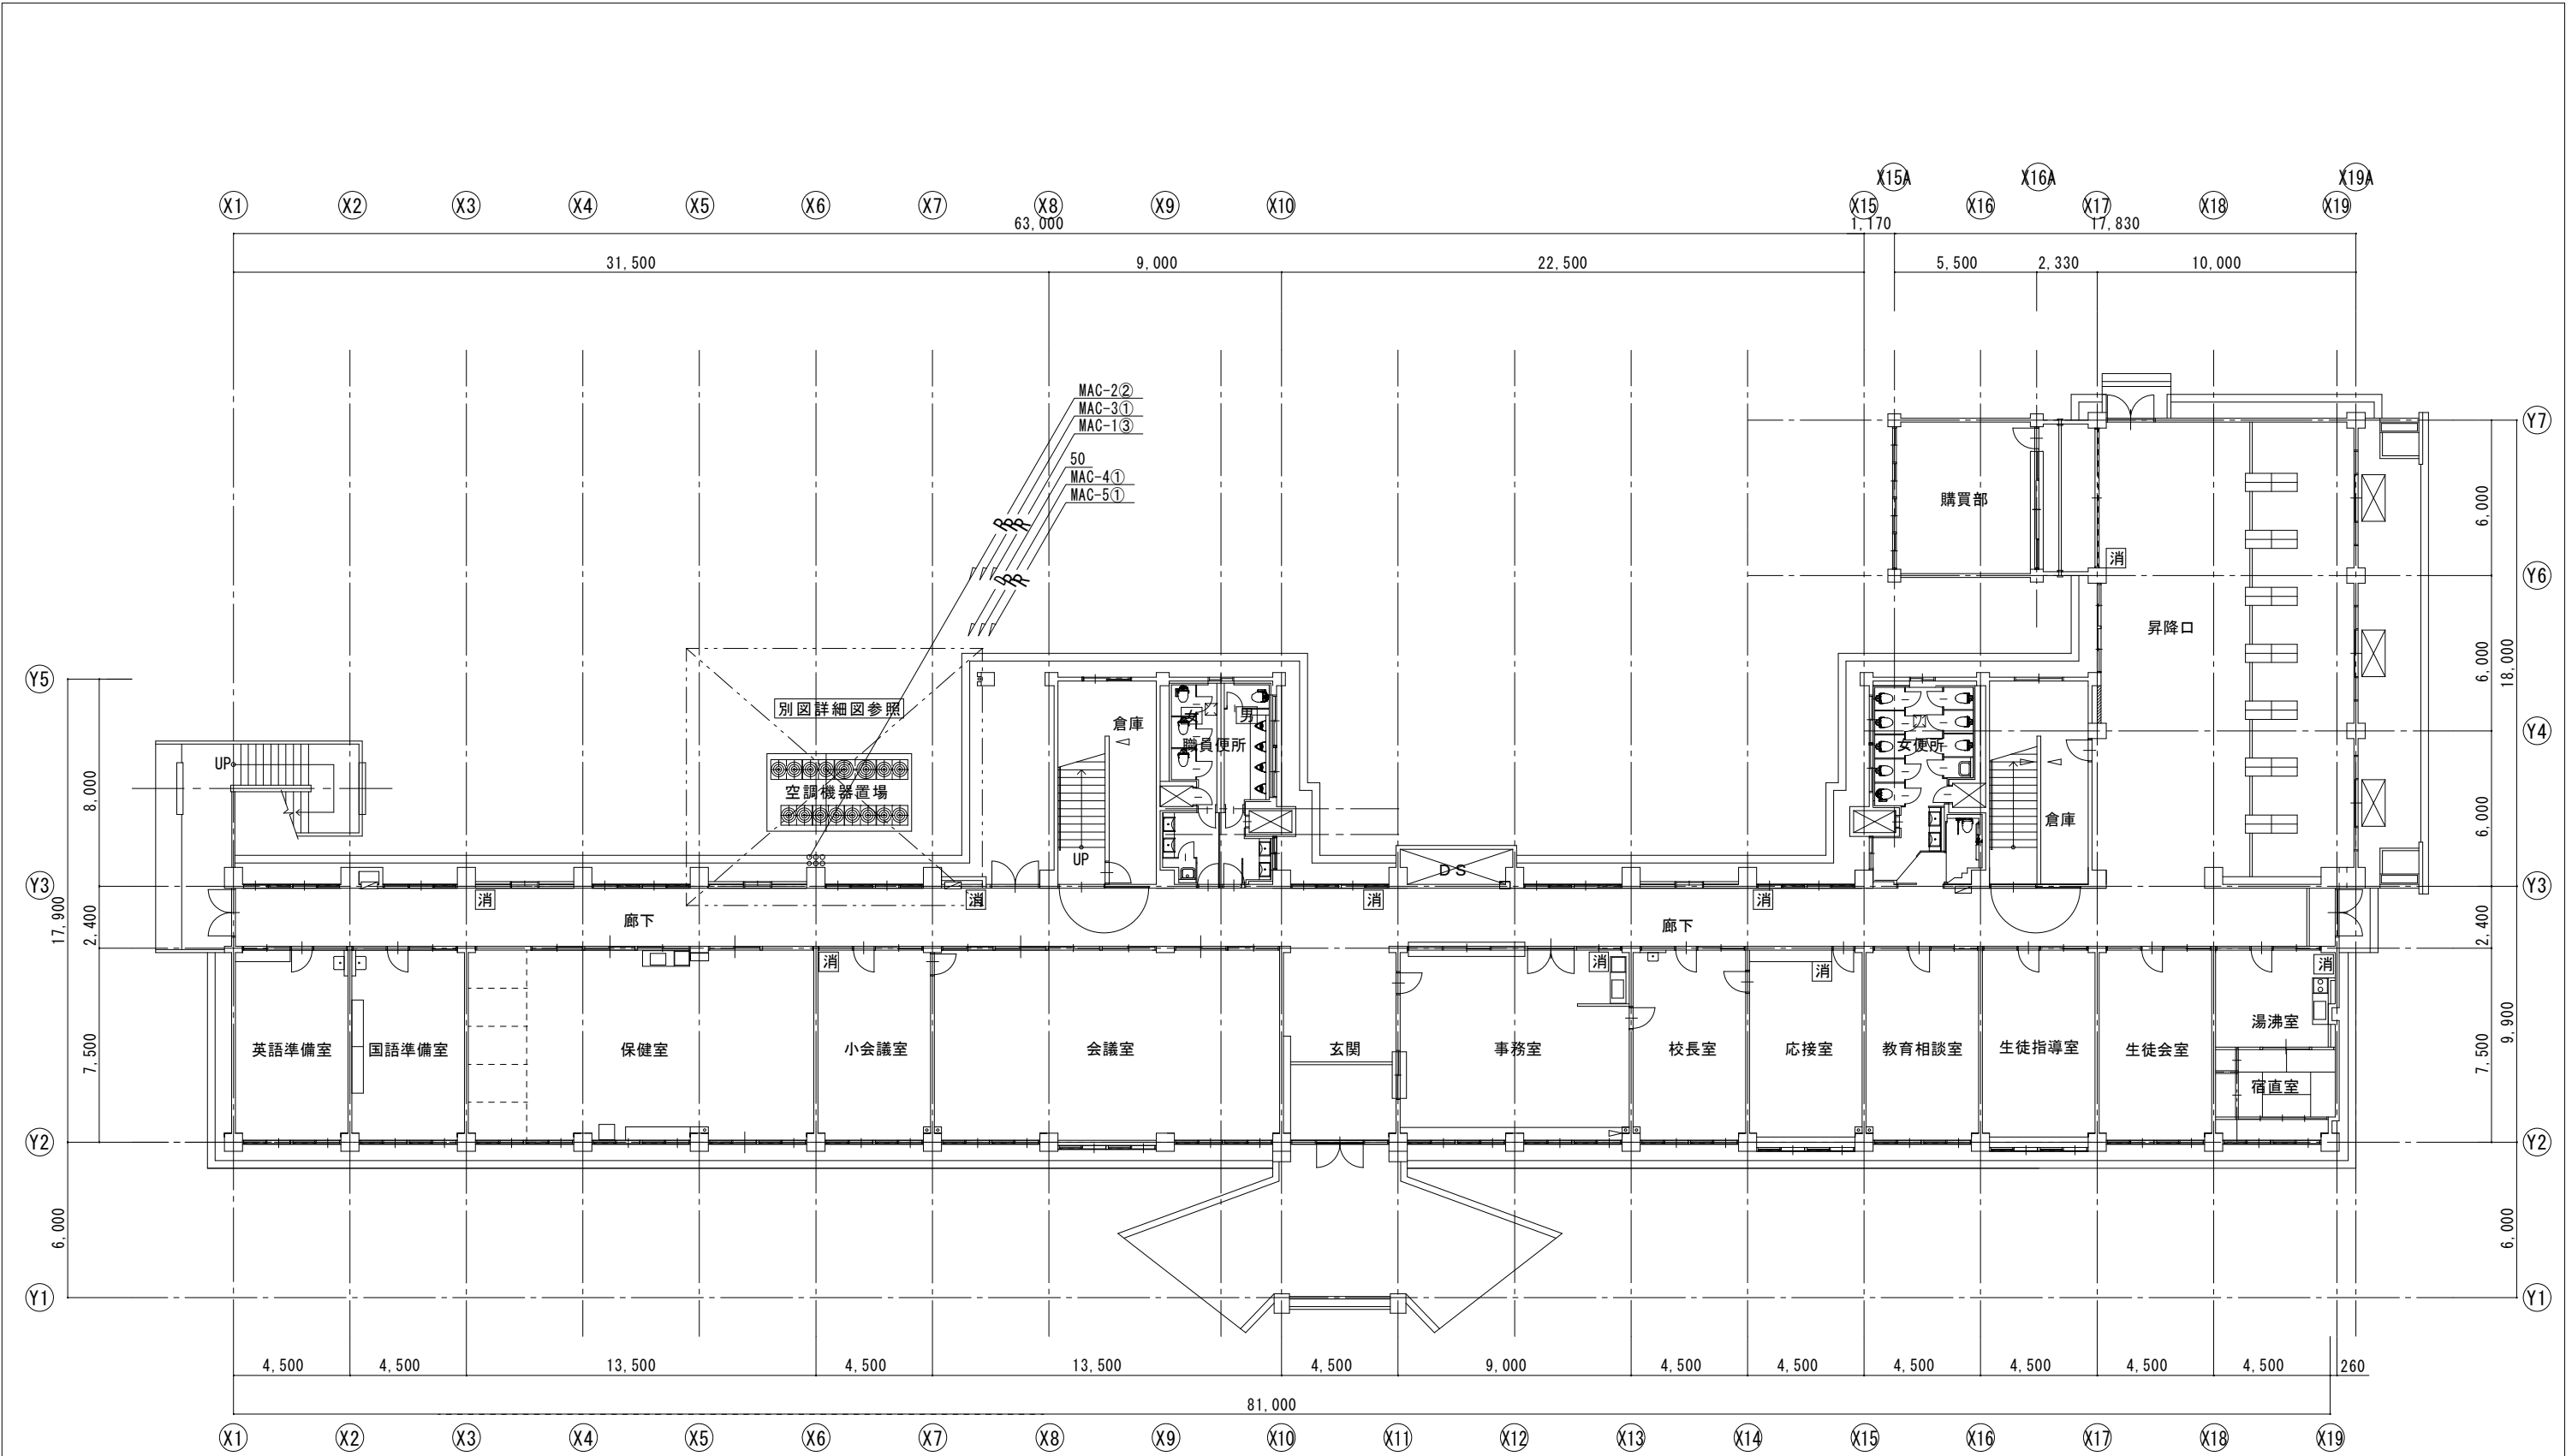 X15A X16A X19A
X1 X2 X3 X4 X5 X6 X7 X8 X9 X10 X15 X16 X17 X18 X19
63,000 1,170 17,830
31,500 9,000 22,500 5,500 2,330 10,000
MAC-2②
MAC-3①
MAC-1③
50
MAC-4①
MAC-5①
R R R
D R R
Y7
購買部
6,000
消
Y6
昇降口
6,000
18,000
Y5
別図詳細図参照
倉庫
女 男
職員便所
女便所
Y4
UP
8,000
空調機器置場
倉庫
6,000
UP
DS
Y3 Y3
消 消 消 消
17,900
2,400
廊下 廊下
2,400
消 消 消 消
英語準備室 国語準備室 保健室 小会議室 会議室 玄関 事務室 校長室 応接室 教育相談室 生徒指導室 生徒会室 湯沸室
宿直室
7,500 7,500
9,900
Y2 Y2
6,000 6,000
Y1 Y1
4,500 4,500 13,500 4,500 13,500 4,500 9,000 4,500 4,500 4,500 4,500 4,500 4,500 260
81,000
X1 X2 X3 X4 X5 X6 X7 X8 X9 X10 X11 X12 X13 X14 X15 X16 X17 X18 X19